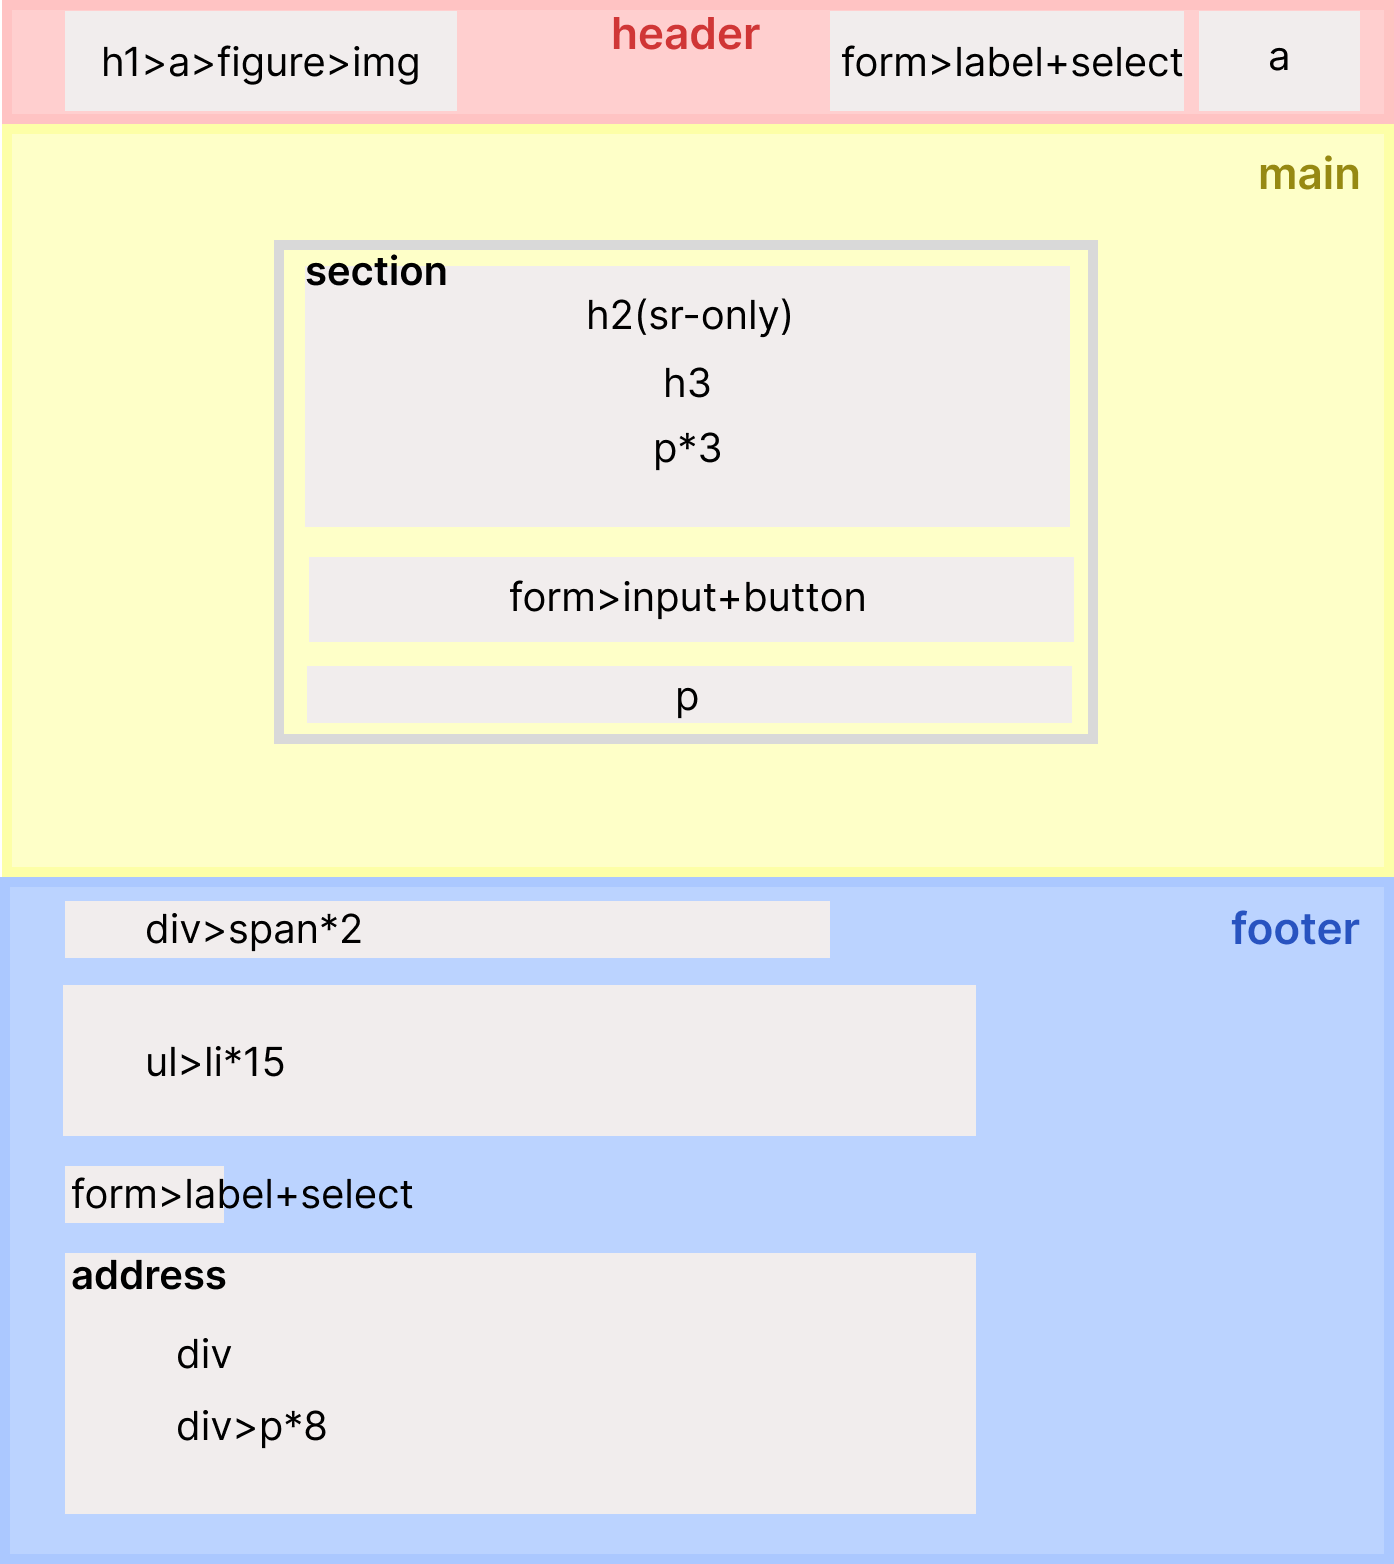 h1>a>figure>img
header
form>label+select
a
main
section
h2(sr-only)
h3
p*3
form>input+button
p
div>span*2
footer
ul>li*15
form>label+select
address
div
div>p*8